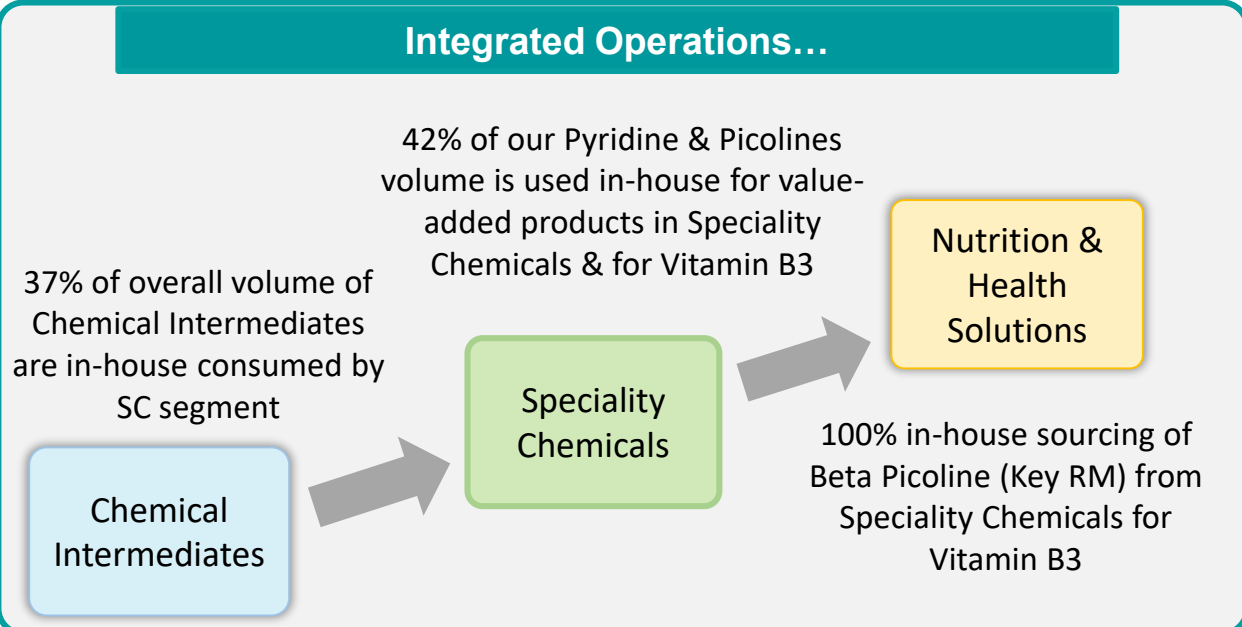 Integrated Operations…
42% of our Pyridine & Picolines
volume is used in-house for value-
added products in Speciality
Chemicals & for Vitamin B3
37% of overall volume of
Chemical Intermediates
are in-house consumed by
SC segment
Chemical
Intermediates
Speciality
Chemicals
Nutrition &
Health
Solutions
100% in-house sourcing of
Beta Picoline (Key RM) from
Speciality Chemicals for
Vitamin B3